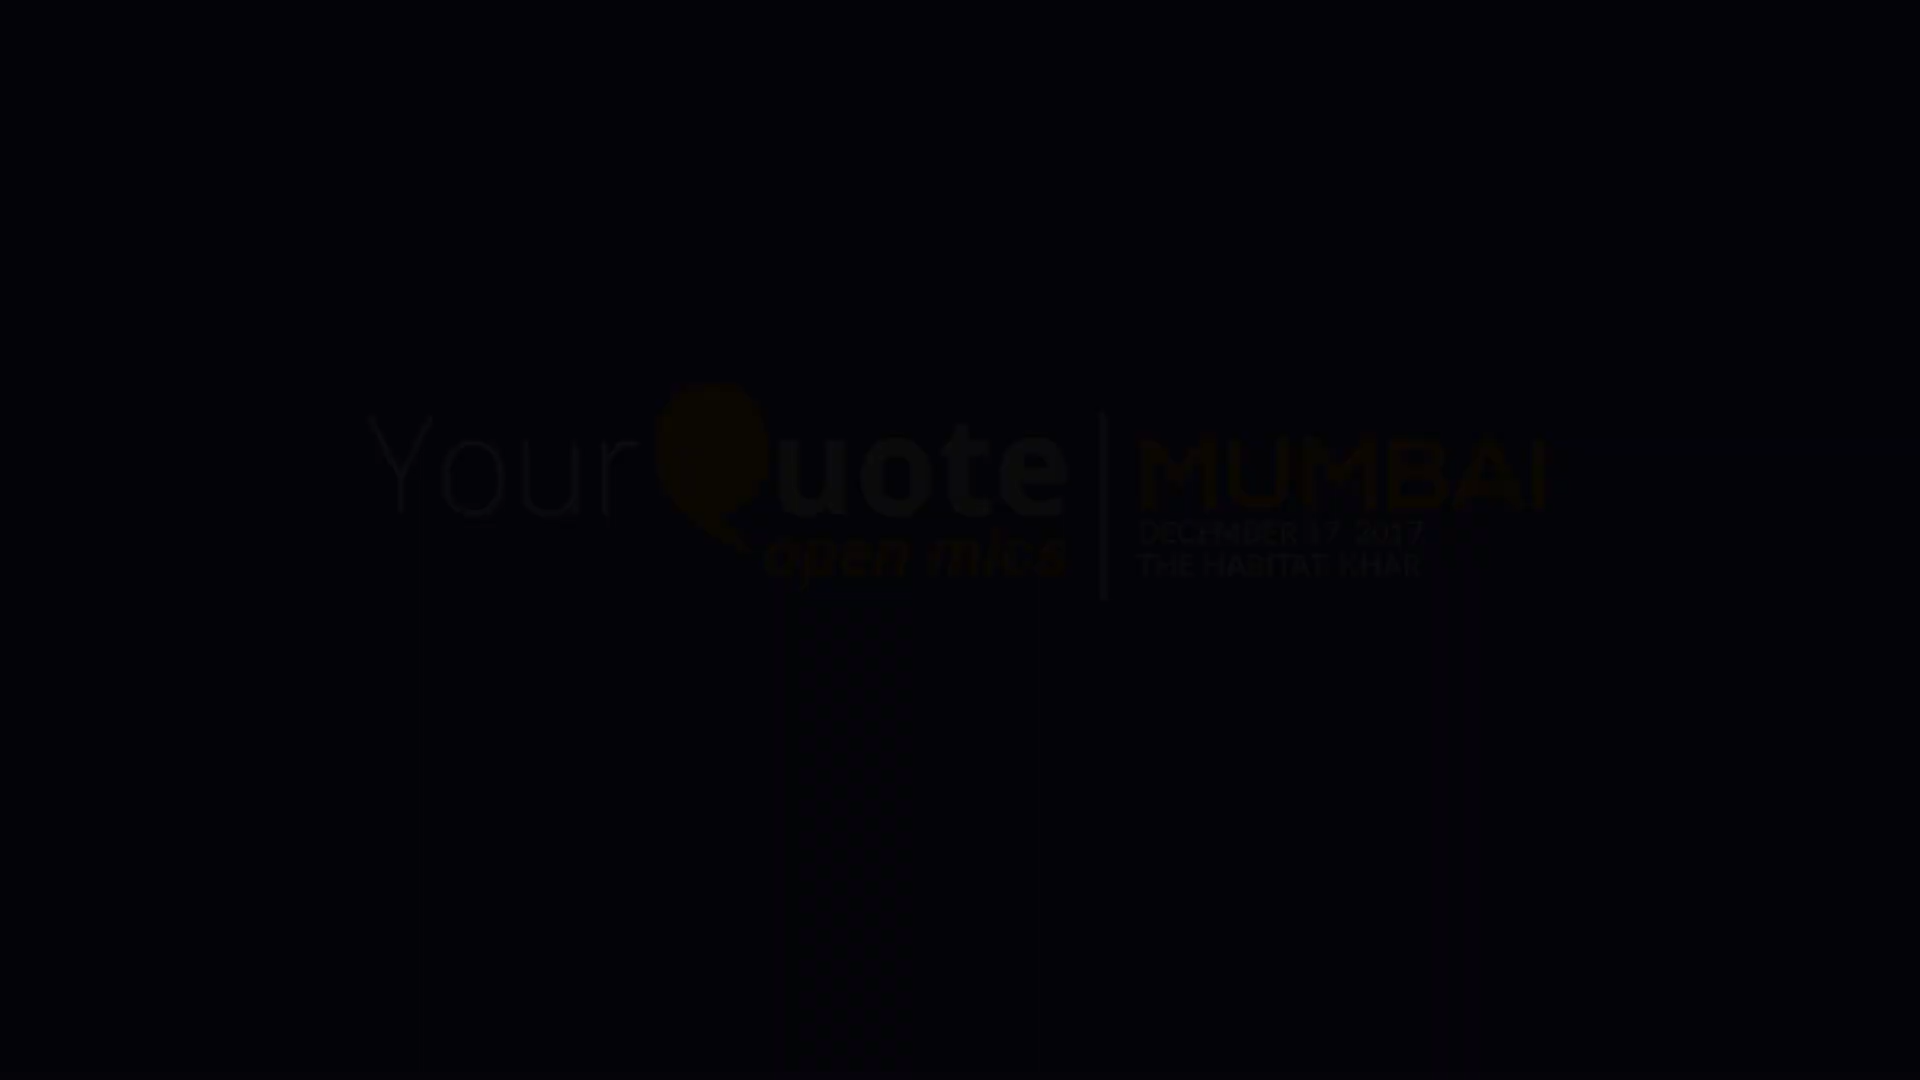 YourQuote
open mics
MUMBAI
DECEMBER 17, 2017
THE HABITAT, KHAR